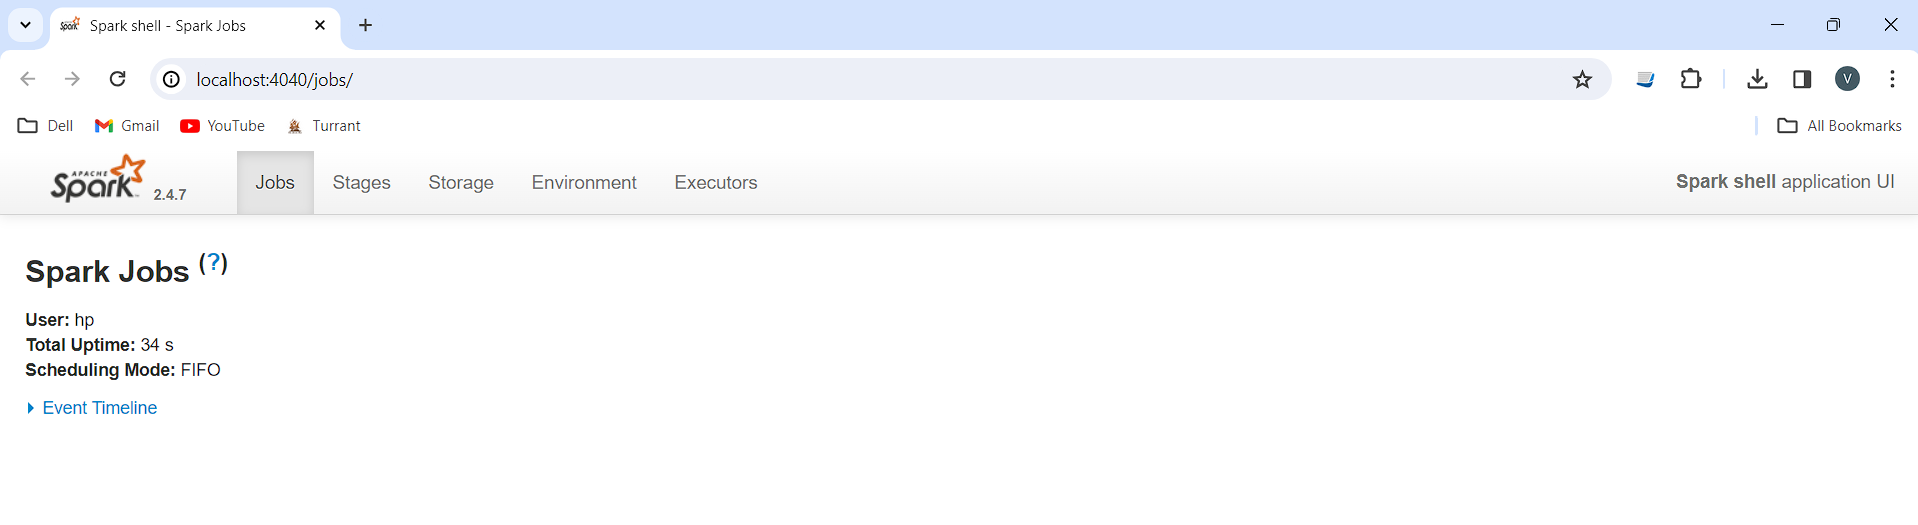 Spark shell - Spark Jobs
localhost:4040/jobs/
V
Dell Gmail YouTube Turrant All Bookmarks
APACHE Spark 2.4.7 Jobs Stages Storage Environment Executors Spark shell application UI
Spark Jobs (?)
User: hp
Total Uptime: 34 s
Scheduling Mode: FIFO
Event Timeline